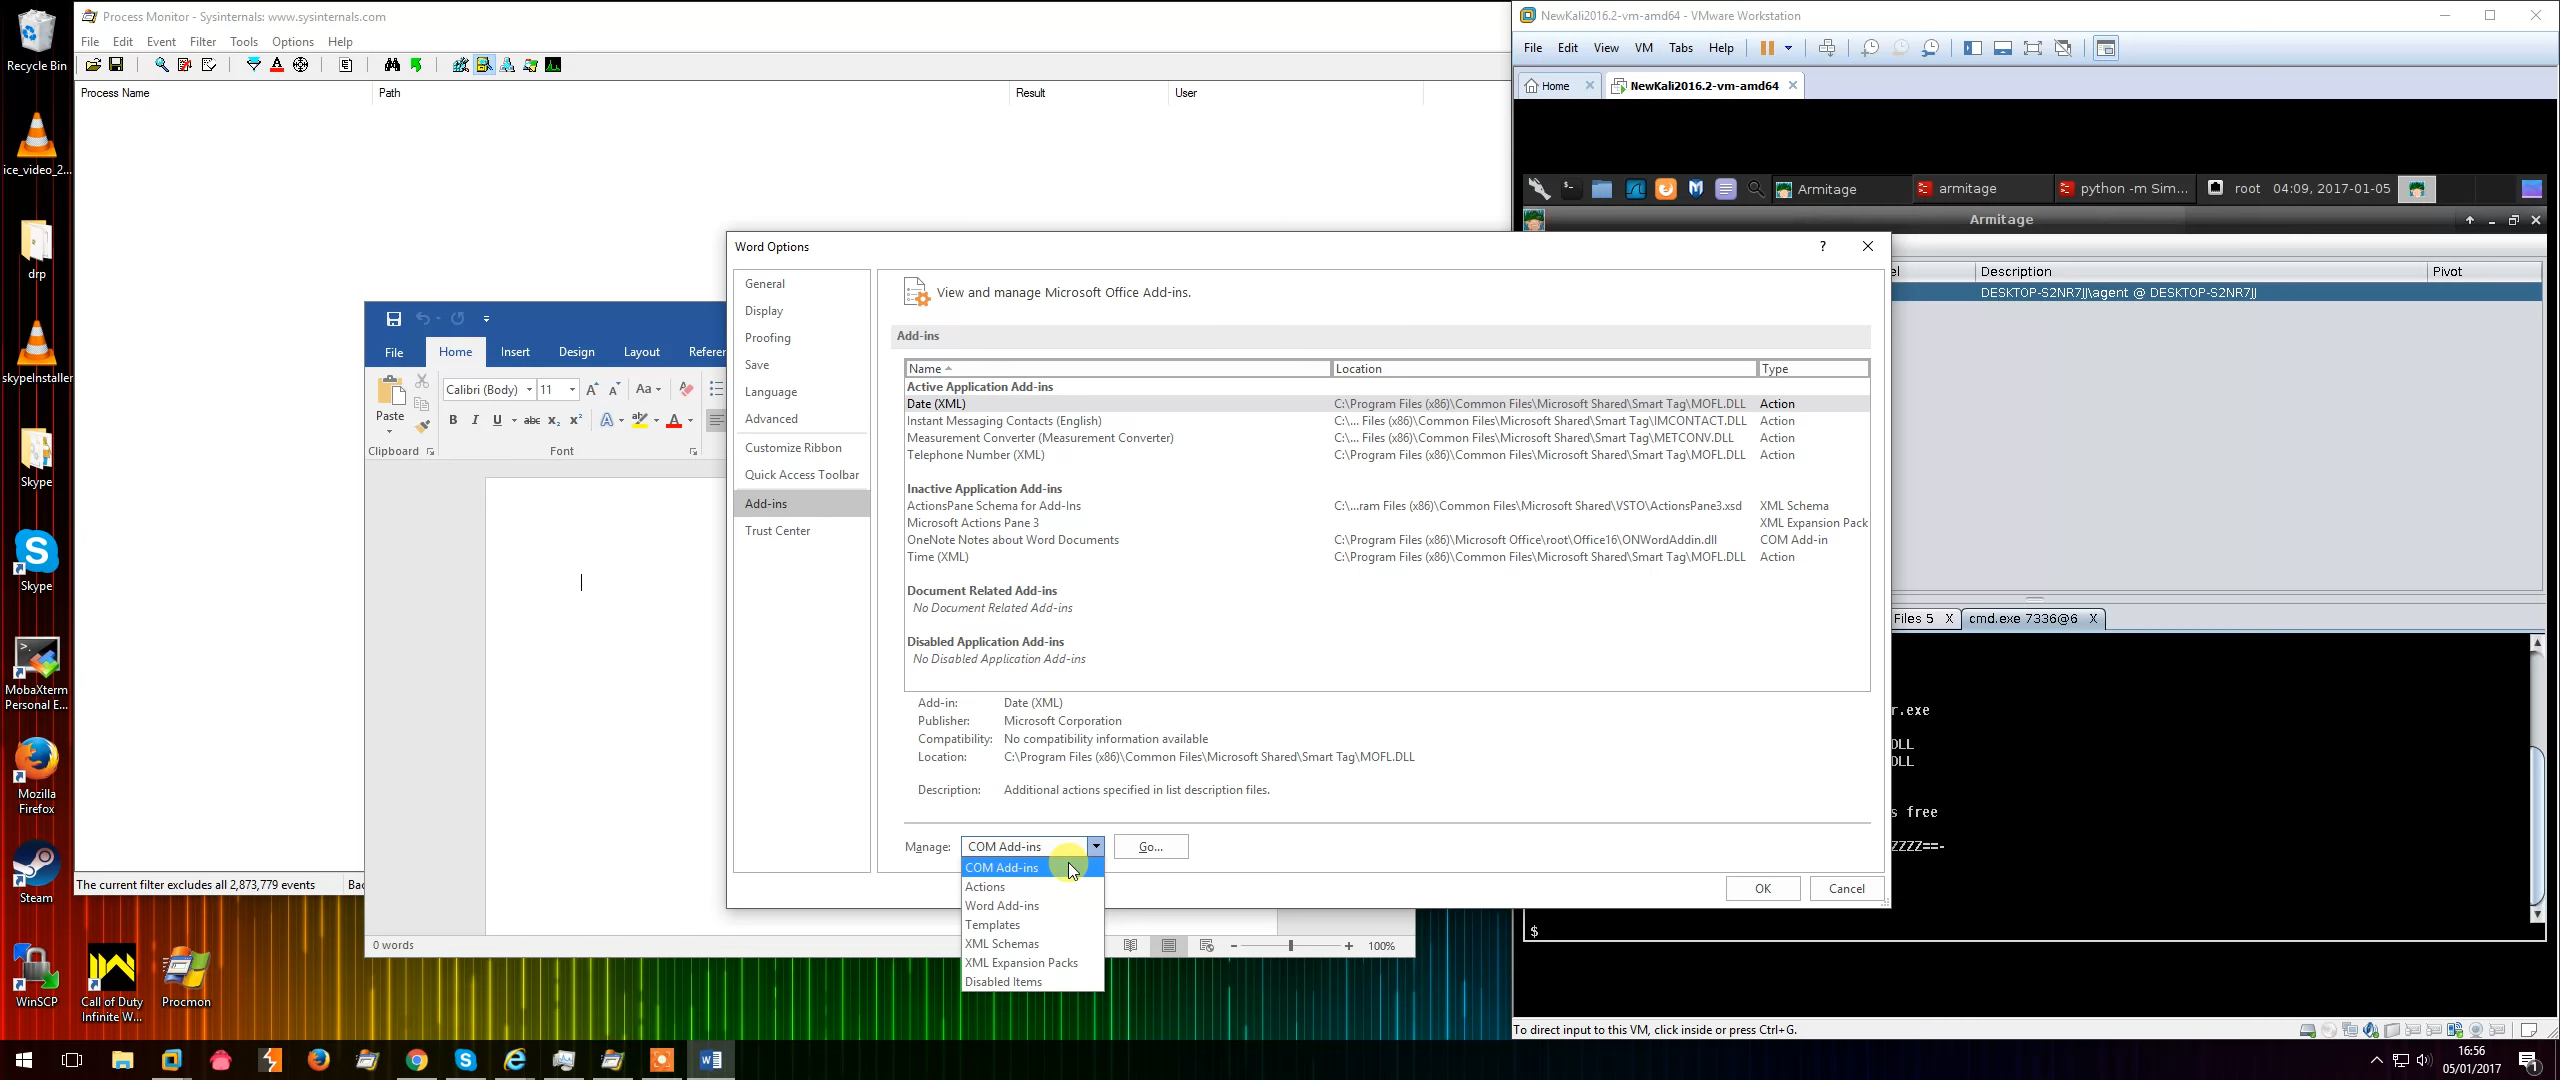 Recycle Bin
ice_video_2...
drp
skypeInstaller
Skype
Skype
MobaXterm
Personal E...
Mozilla
Firefox
Steam
WinSCP
Call of Duty
Infinite W...
Procmon
Process Monitor - Sysinternals: www.sysinternals.com
File Edit Event Filter Tools Options Help
Process Name Path Result User
The current filter excludes all 2,873,779 events Bac
File Home Insert Design Layout Referen
Paste
Calibri (Body) 11 Aa
B I U abc x₂ x² A A
Clipboard Font
0 words
100%
Word Options
?
General
Display
Proofing
Save
Language
Advanced
Customize Ribbon
Quick Access Toolbar
Add-ins
Trust Center
View and manage Microsoft Office Add-ins.
Add-ins
Name Location Type
Active Application Add-ins
Date (XML) C:\Program Files (x86)\Common Files\Microsoft Shared\Smart Tag\MOFL.DLL Action
Instant Messaging Contacts (English) C:\... Files (x86)\Common Files\Microsoft Shared\Smart Tag\IMCONTACT.DLL Action
Measurement Converter (Measurement Converter) C:\... Files (x86)\Common Files\Microsoft Shared\Smart Tag\METCONV.DLL Action
Telephone Number (XML) C:\Program Files (x86)\Common Files\Microsoft Shared\Smart Tag\MOFL.DLL Action
Inactive Application Add-ins
ActionsPane Schema for Add-Ins C:\...ram Files (x86)\Common Files\Microsoft Shared\VSTO\ActionsPane3.xsd XML Schema
Microsoft Actions Pane 3 XML Expansion Pack
OneNote Notes about Word Documents C:\Program Files (x86)\Microsoft Office\root\Office16\ONWordAddin.dll COM Add-in
Time (XML) C:\Program Files (x86)\Common Files\Microsoft Shared\Smart Tag\MOFL.DLL Action
Document Related Add-ins
No Document Related Add-ins
Disabled Application Add-ins
No Disabled Application Add-ins
Add-in: Date (XML)
Publisher: Microsoft Corporation
Compatibility: No compatibility information available
Location: C:\Program Files (x86)\Common Files\Microsoft Shared\Smart Tag\MOFL.DLL
Description: Additional actions specified in list description files.
Manage: COM Add-ins Go...
COM Add-ins
Actions
Word Add-ins
Templates
XML Schemas
XML Expansion Packs
Disabled Items
OK Cancel
NewKali2016.2-vm-amd64 - VMware Workstation
File Edit View VM Tabs Help
Home NewKali2016.2-vm-amd64
Armitage armitage python -m Sim... root 04:09, 2017-01-05
Armitage
el Description Pivot
DESKTOP-S2NR7JJ\agent @ DESKTOP-S2NR7JJ
Files 5 X cmd.exe 7336@6 X
r.exe
DLL
DLL
s free
ZZZZ==-
$
To direct input to this VM, click inside or press Ctrl+G.
16:56
05/01/2017
1